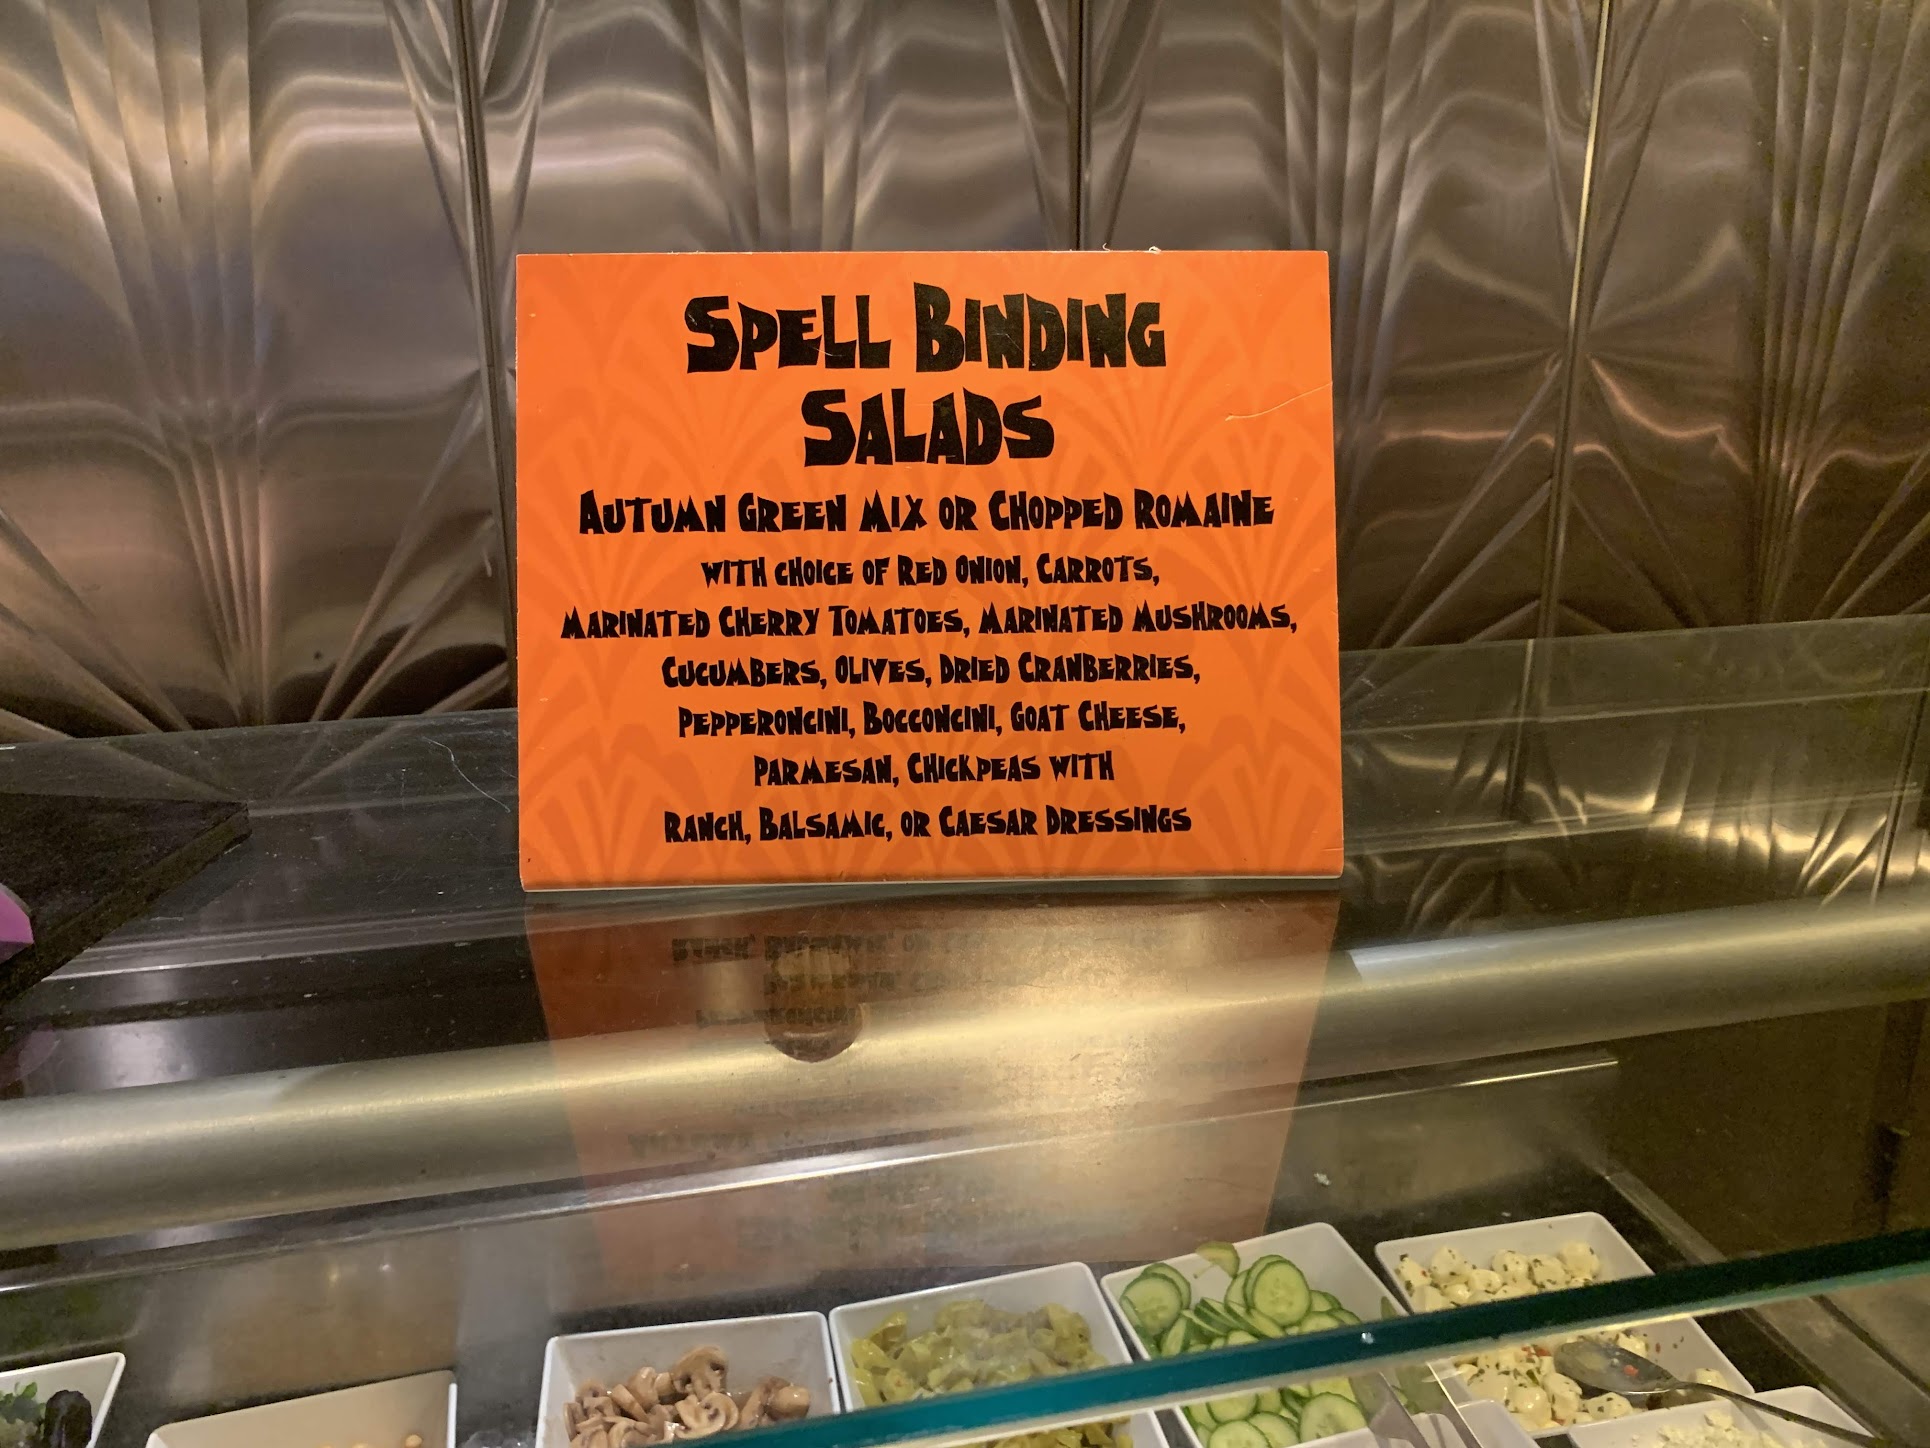 Spell Binding
Salads
Autumn Green Mix or Chopped Romaine
with choice of Red Onion, Carrots,
Marinated Cherry Tomatoes, Marinated Mushrooms,
Cucumbers, Olives, Dried Cranberries,
Pepperoncini, Bocconcini, Goat Cheese,
Parmesan, Chickpeas with
Ranch, Balsamic, or Caesar Dressings